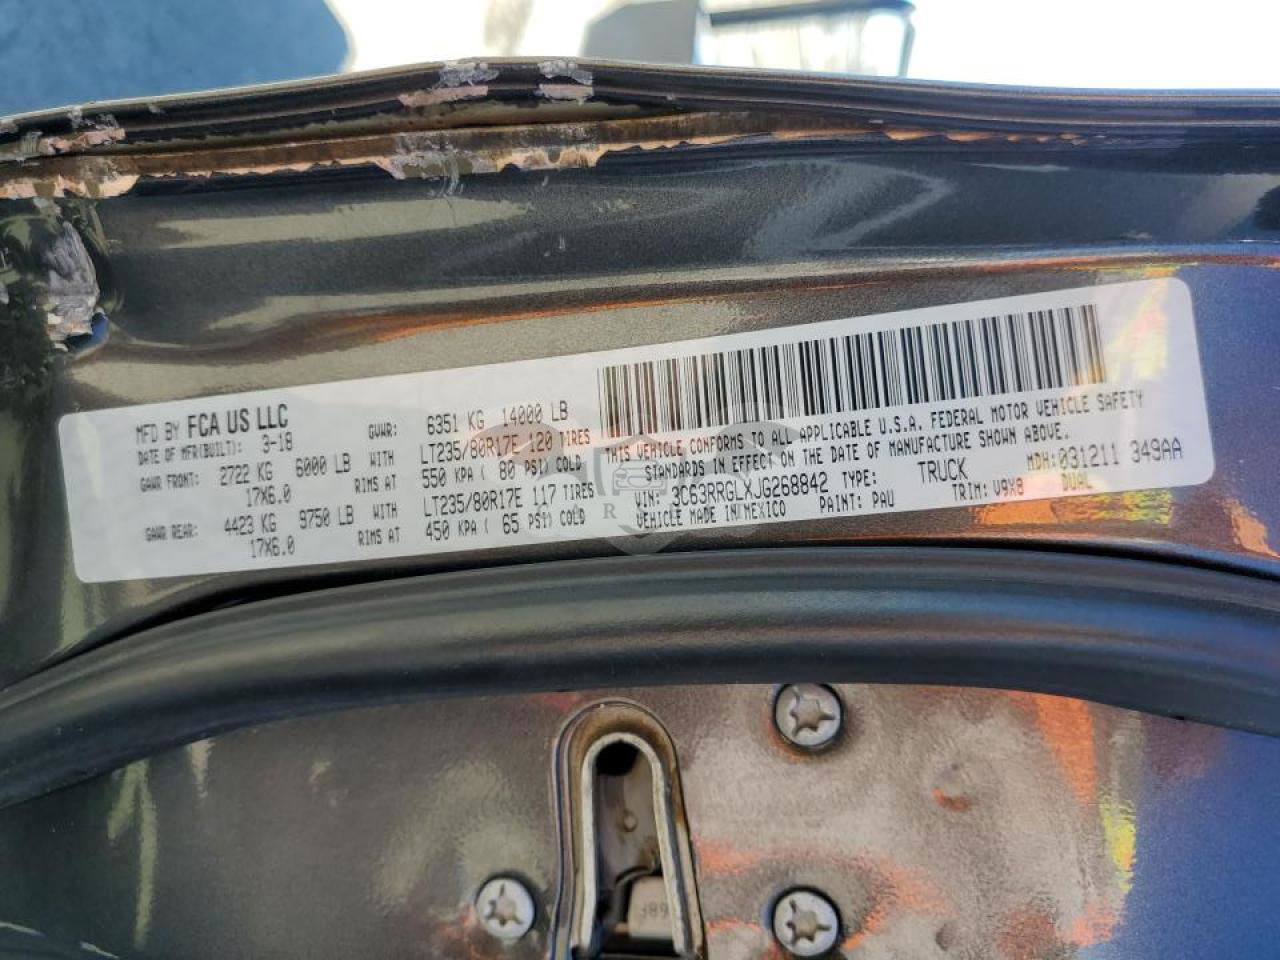 MFD BY FCA US LLC
DATE OF MFR(BUILT): 3-18
GVWR: 6351 KG 14000 LB
GAWR FRONT: 2722 KG 6000 LB WITH LT235/80R17E 120 TIRES
17X6.0 RIMS AT 550 KPA ( 80 PSI) COLD
GAWR REAR: 4423 KG 9750 LB WITH LT235/80R17E 117 TIRES
17X6.0 RIMS AT 450 KPA ( 65 PSI) COLD
THIS VEHICLE CONFORMS TO ALL APPLICABLE U.S.A. FEDERAL MOTOR VEHICLE SAFETY
STANDARDS IN EFFECT ON THE DATE OF MANUFACTURE SHOWN ABOVE.
VIN: 3C63RRGLXJG268842 TYPE: TRUCK MDH: 031211 349AA
VEHICLE MADE IN MEXICO PAINT: PAU TRIM: V9X8 DUAL